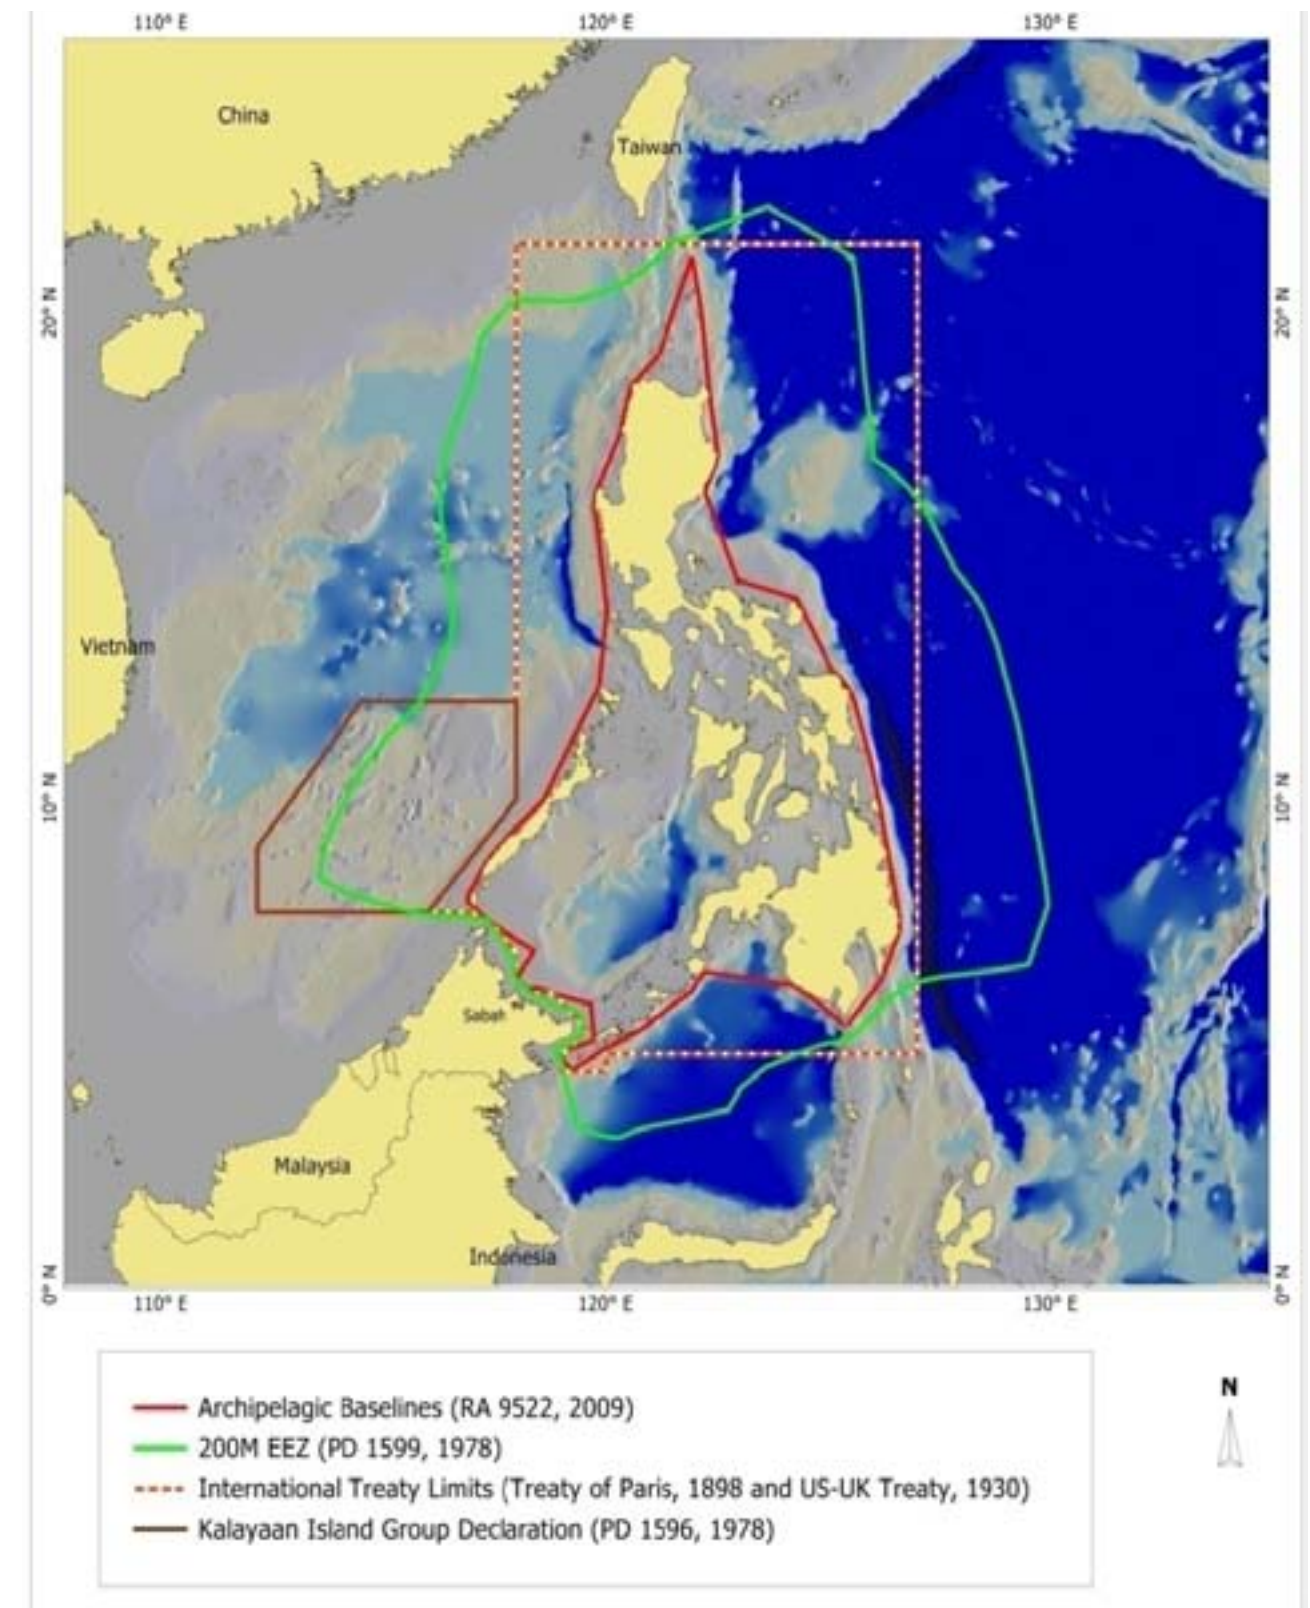 110° E 120° E 130° E
China
Taiwan
20° N 20° N
Vietnam
10° N 10° N
Sabah
Malaysia
Indonesia
0° N 0° N
110° E 120° E 130° E
Archipelagic Baselines (RA 9522, 2009)
200M EEZ (PD 1599, 1978)
International Treaty Limits (Treaty of Paris, 1898 and US-UK Treaty, 1930)
Kalayaan Island Group Declaration (PD 1596, 1978)
N